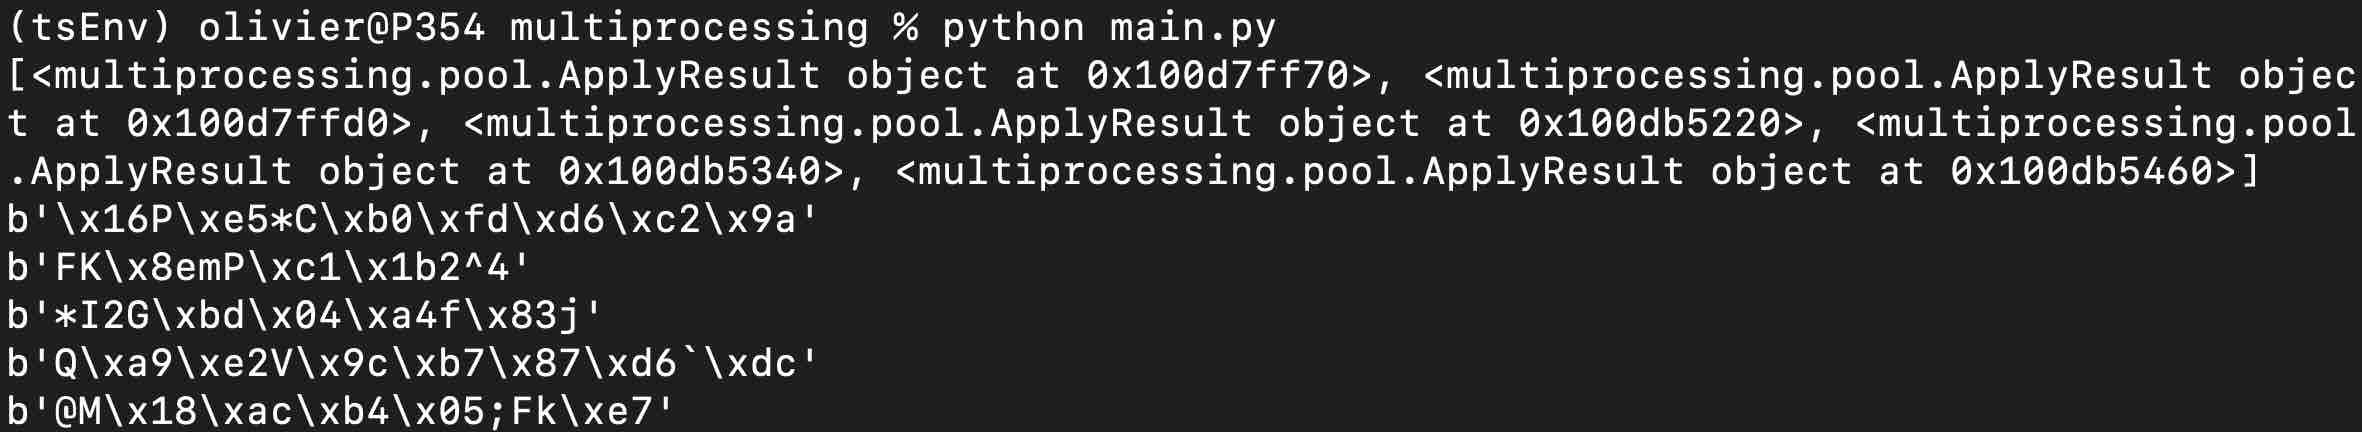 (tsEnv) olivier@P354 multiprocessing % python main.py
[<multiprocessing.pool.ApplyResult object at 0x100d7ff70>, <multiprocessing.pool.ApplyResult objec
t at 0x100d7ffd0>, <multiprocessing.pool.ApplyResult object at 0x100db5220>, <multiprocessing.pool
.ApplyResult object at 0x100db5340>, <multiprocessing.pool.ApplyResult object at 0x100db5460>]
b'\x16P\xe5*C\xb0\xfd\xd6\xc2\x9a'
b'FK\x8emP\xc1\x1b2^4'
b'*I2G\xbd\x04\xa4f\x83j'
b'Q\xa9\xe2V\x9c\xb7\x87\xd6`\xdc'
b'@M\x18\xac\xb4\x05;Fk\xe7'